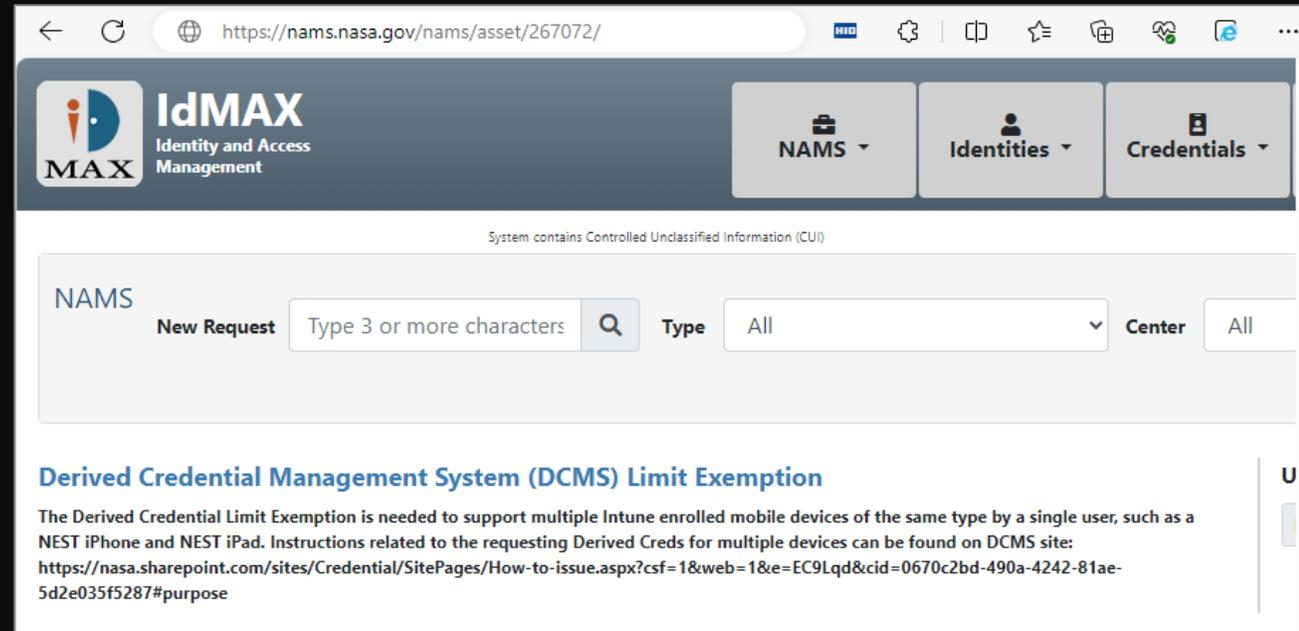 https://nams.nasa.gov/nams/asset/267072/
HID
iD
MAX
IdMAX
Identity and Access
Management
NAMS
Identities
Credentials
System contains Controlled Unclassified Information (CUI)
NAMS
New Request
Type 3 or more characters
Type
All
Center
All
Derived Credential Management System (DCMS) Limit Exemption
U
The Derived Credential Limit Exemption is needed to support multiple Intune enrolled mobile devices of the same type by a single user, such as a
NEST iPhone and NEST iPad. Instructions related to the requesting Derived Creds for multiple devices can be found on DCMS site:
https://nasa.sharepoint.com/sites/Credential/SitePages/How-to-issue.aspx?csf=1&web=1&e=EC9Lqd&cid=0670c2bd-490a-4242-81ae-
5d2e035f5287#purpose